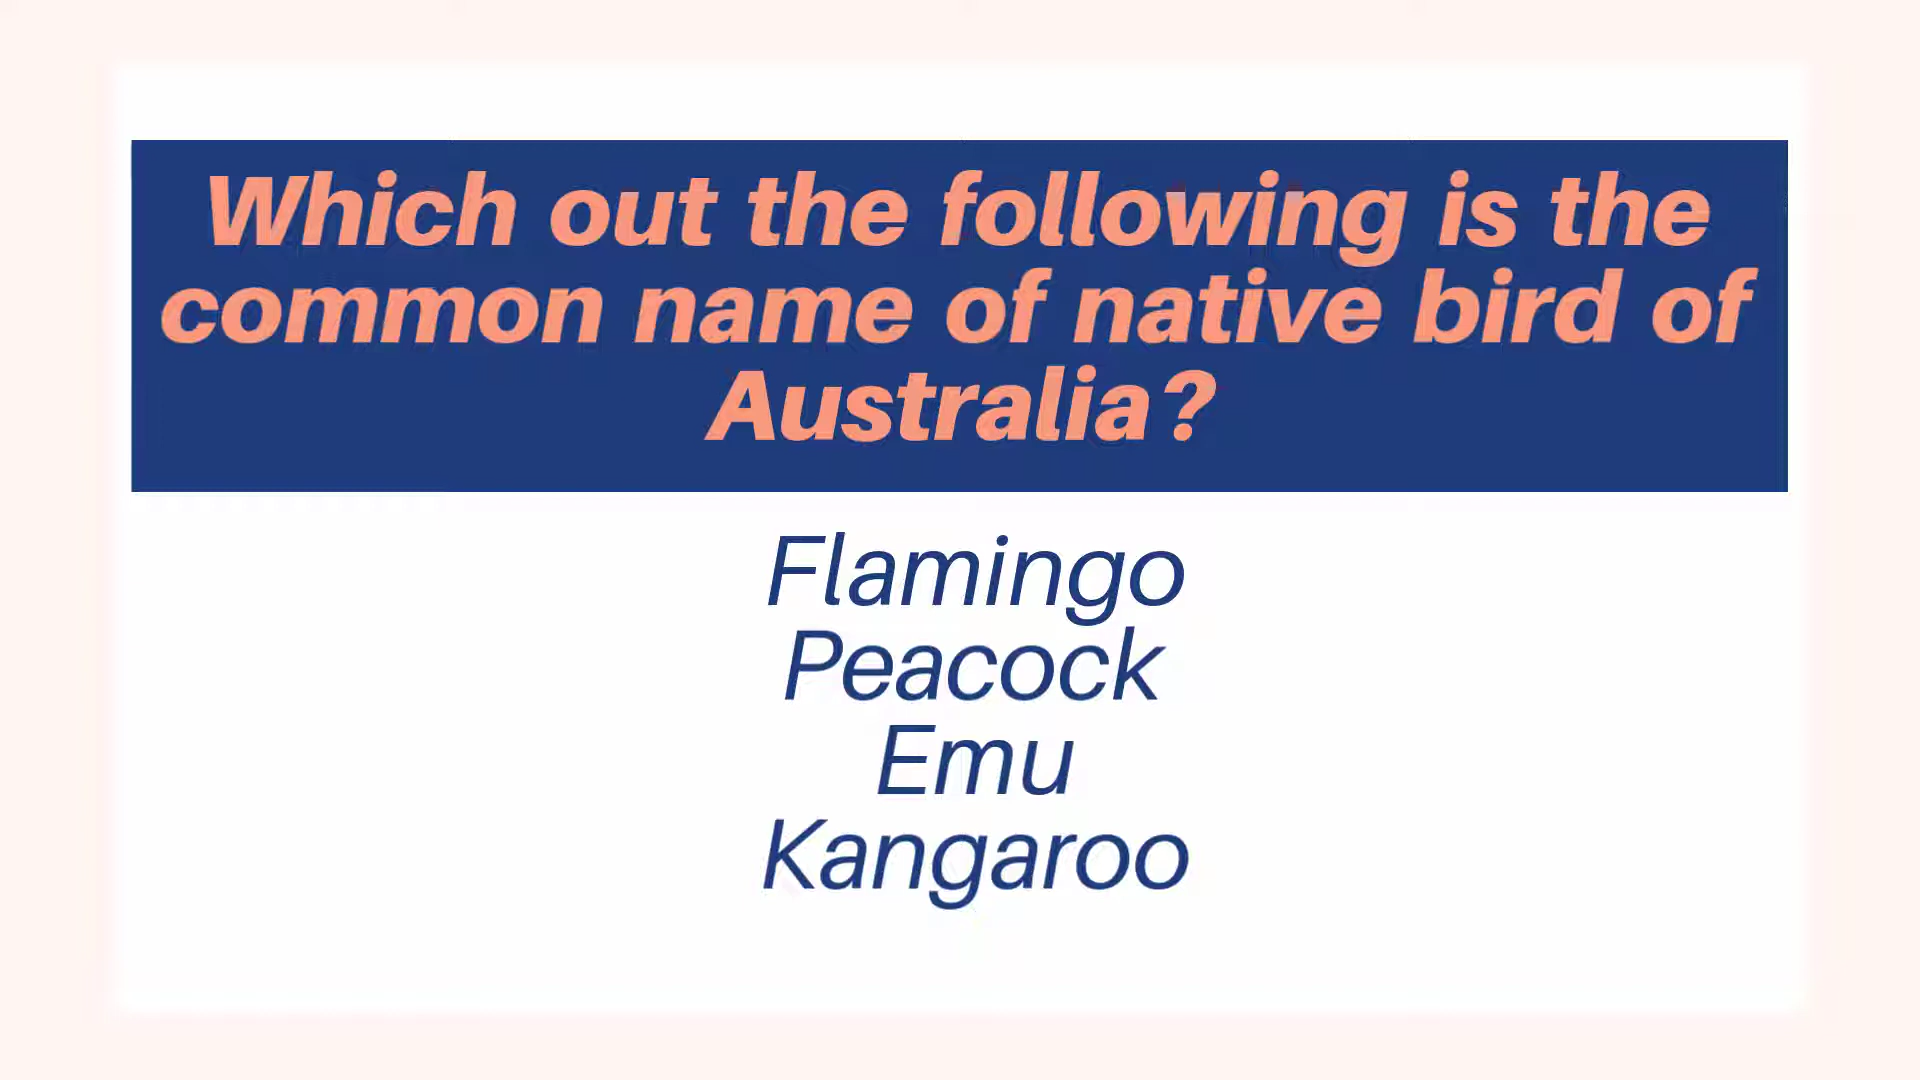 Which out the following is the
common name of native bird of
Australia?
Flamingo
Peacock
Emu
Kangaroo